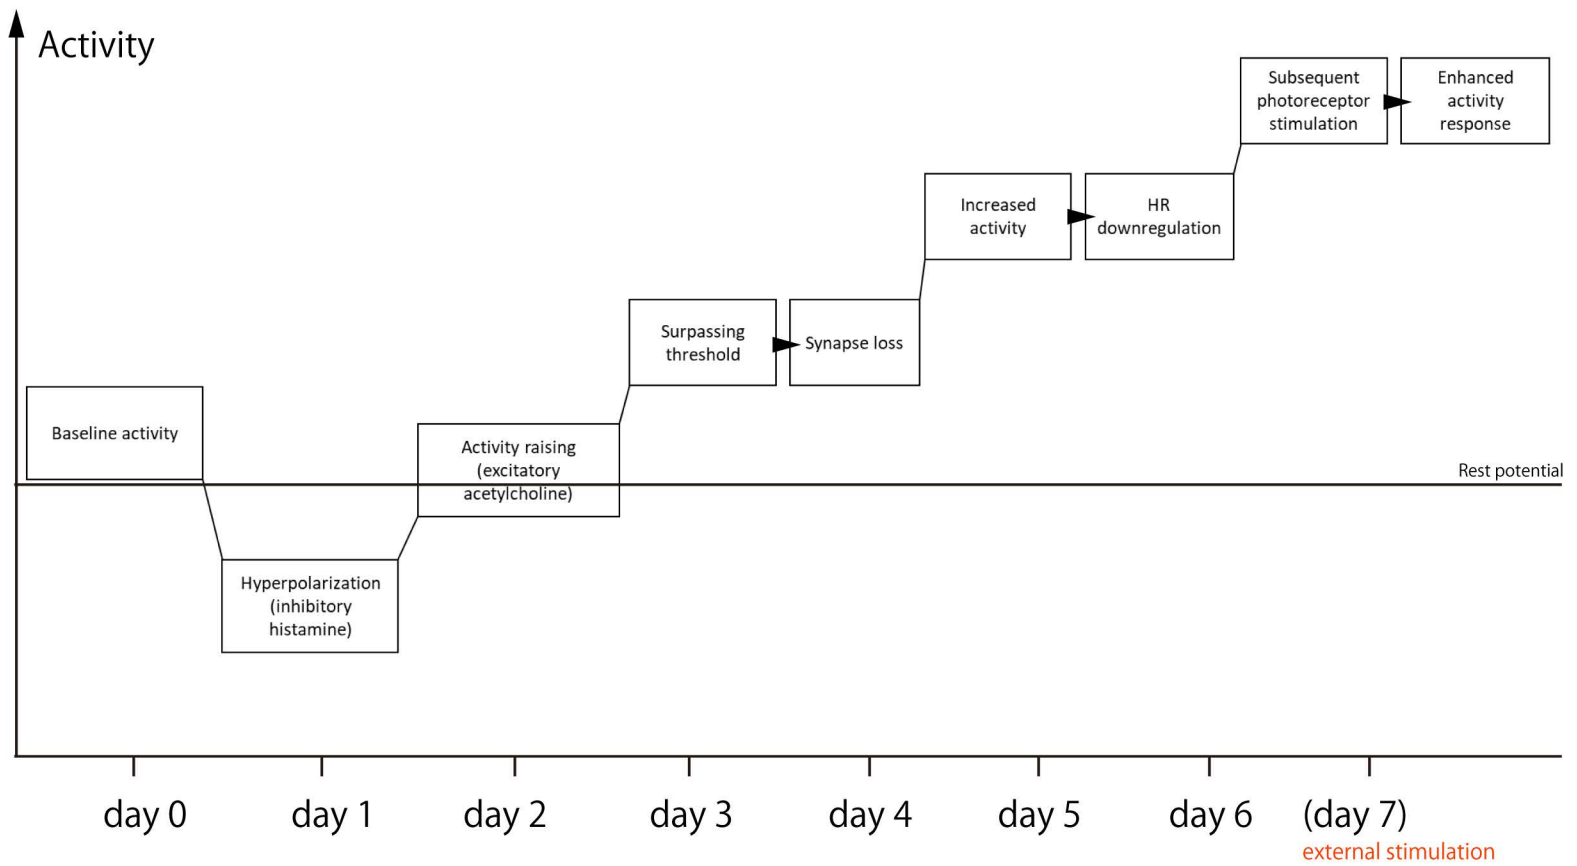 Activity
Subsequent
photoreceptor
stimulation
Enhanced
activity
response
Increased
activity
HR
downregulation
Surpassing
threshold
Synapse loss
Baseline activity
Activity raising
(excitatory
acetylcholine)
Rest potential
Hyperpolarization
(inhibitory
histamine)
day 0
day 1
day 2
day 3
day 4
day 5
day 6
(day 7)
external stimulation